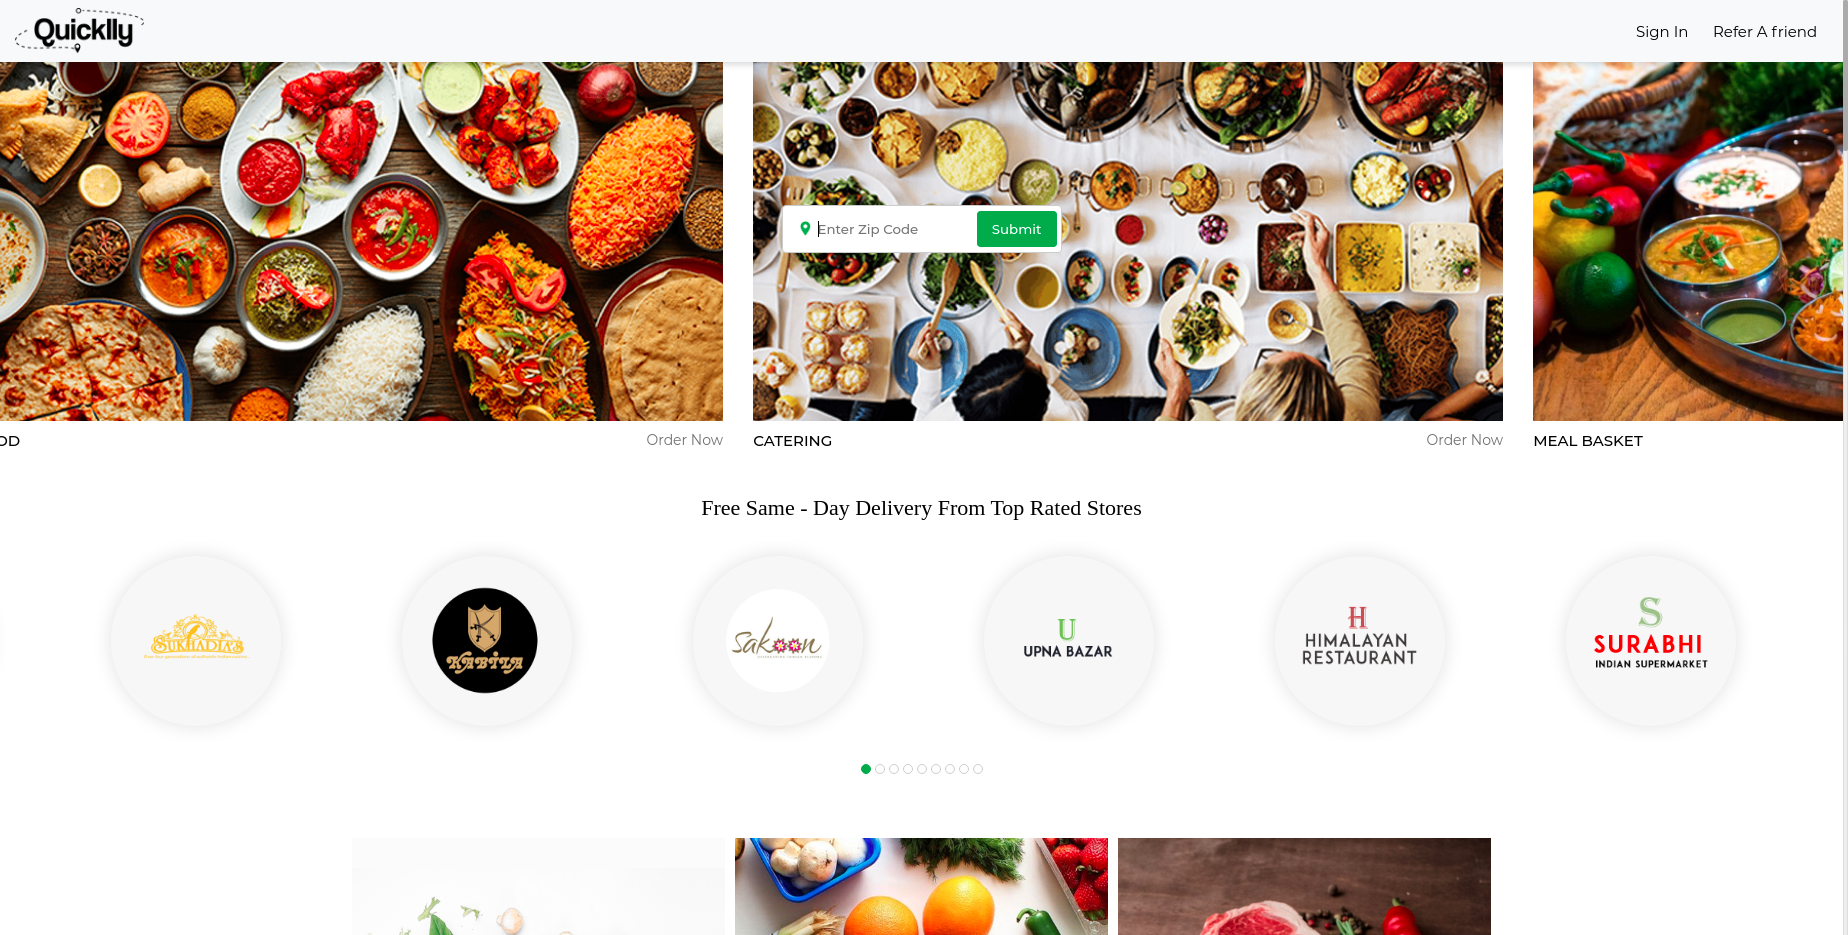 Quicklly
Sign In
Refer A friend
Enter Zip Code
Submit
OD
Order Now
CATERING
Order Now
MEAL BASKET
Free Same - Day Delivery From Top Rated Stores
SUKHADIA'S
KABILA
Sakoon
U
UPNA BAZAR
H
HIMALAYAN
RESTAURANT
S
SURABHI
INDIAN SUPERMARKET